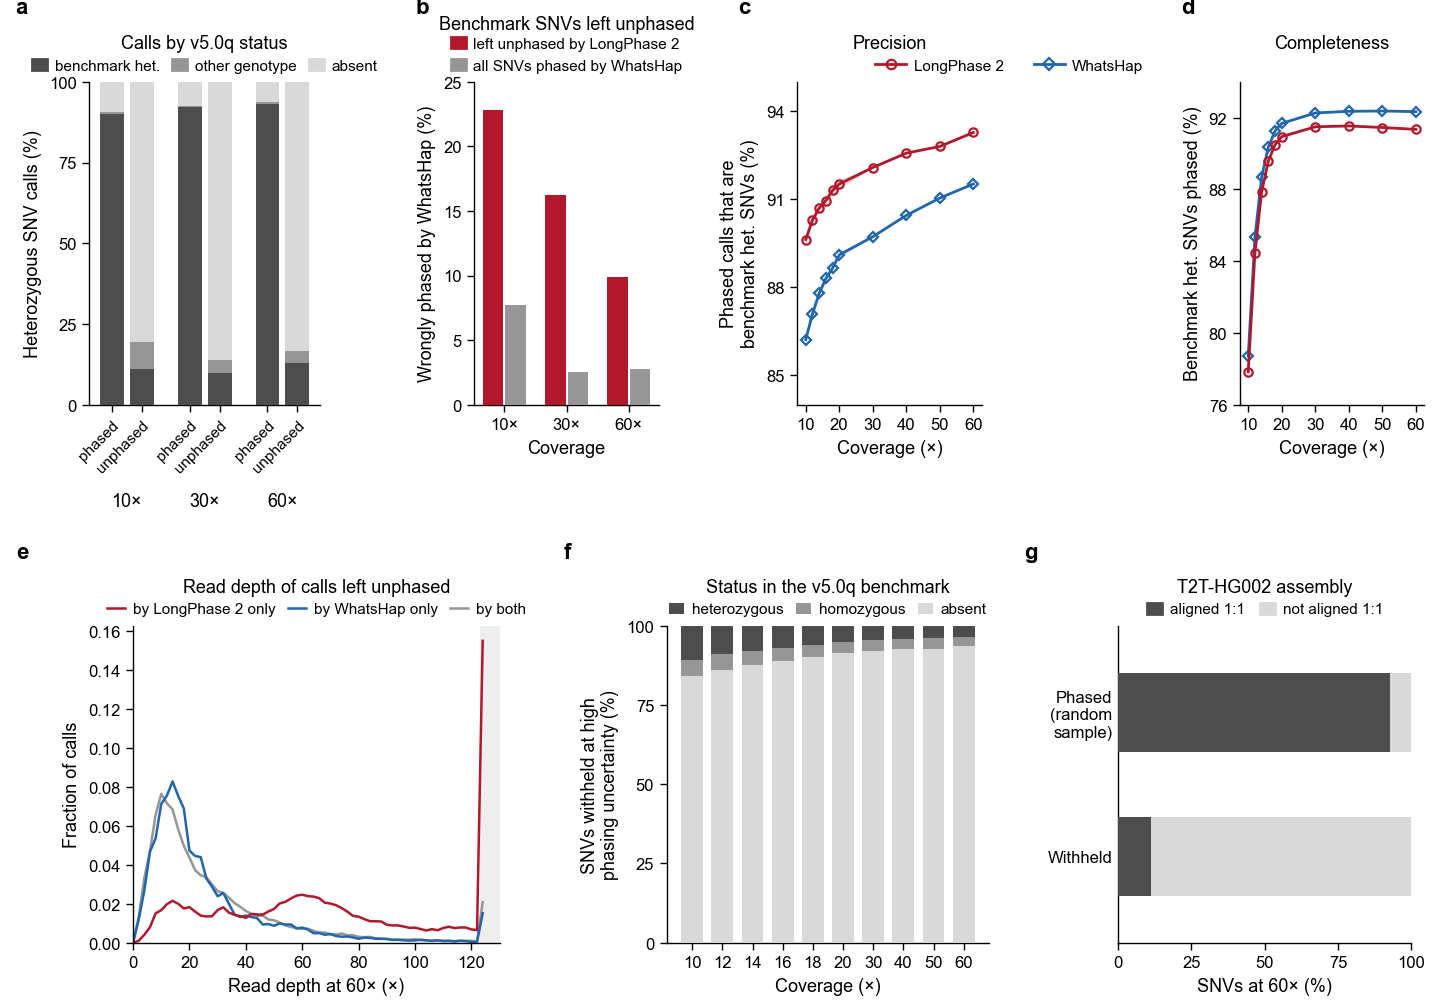 a
Calls by v5.0q status
benchmark het.
other genotype
absent
Heterozygous SNV calls (%)
100
75
50
25
0
phased
unphased
phased
unphased
phased
unphased
10×
30×
60×
b
Benchmark SNVs left unphased
left unphased by LongPhase 2
all SNVs phased by WhatsHap
Wrongly phased by WhatsHap (%)
25
20
15
10
5
0
10×
30×
60×
Coverage
c
Precision
LongPhase 2
WhatsHap
Phased calls that are
benchmark het. SNVs (%)
94
91
88
85
10 20 30 40 50 60
Coverage (×)
d
Completeness
Benchmark het. SNVs phased (%)
92
88
84
80
76
10 20 30 40 50 60
Coverage (×)
e
Read depth of calls left unphased
by LongPhase 2 only
by WhatsHap only
by both
Fraction of calls
0.16
0.14
0.12
0.10
0.08
0.06
0.04
0.02
0.00
0 20 40 60 80 100 120
Read depth at 60× (×)
f
Status in the v5.0q benchmark
heterozygous
homozygous
absent
SNVs withheld at high
phasing uncertainty (%)
100
75
50
25
0
10 12 14 16 18 20 30 40 50 60
Coverage (×)
g
T2T-HG002 assembly
aligned 1:1
not aligned 1:1
Phased
(random
sample)
Withheld
0 25 50 75 100
SNVs at 60× (%)